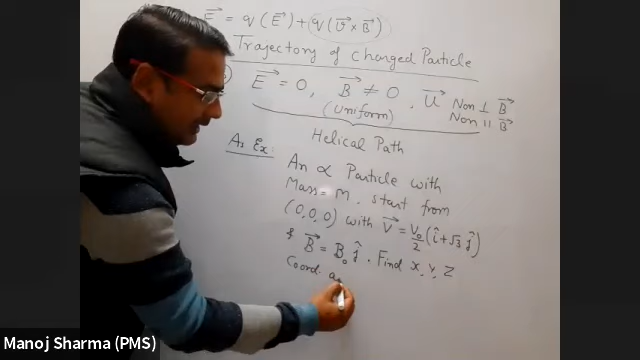 F⃗ = q(E⃗) + q(v⃗ × B⃗)
Trajectory of Charged Particle
E⃗ = 0, B⃗ ≠ 0, U⃗ Non ⊥ B⃗
(Uniform) Non || B⃗
Helical Path
As Ex:
An α Particle with
Mass = M, start from
(0,0,0) with V⃗ = V₀/2 (î+√3 ĵ)
& B⃗ = B₀ ĵ. Find x, y, z
Coord.
Manoj Sharma (PMS)